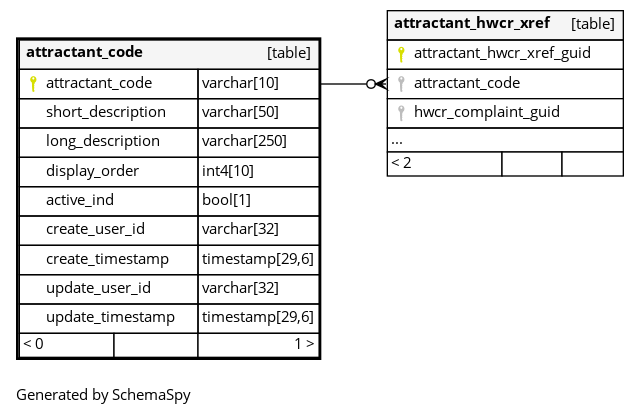 attractant_code [table]
attractant_code varchar[10]
short_description varchar[50]
long_description varchar[250]
display_order int4[10]
active_ind bool[1]
create_user_id varchar[32]
create_timestamp timestamp[29,6]
update_user_id varchar[32]
update_timestamp timestamp[29,6]
< 0 1 >
attractant_hwcr_xref [table]
attractant_hwcr_xref_guid
attractant_code
hwcr_complaint_guid
...
< 2
Generated by SchemaSpy